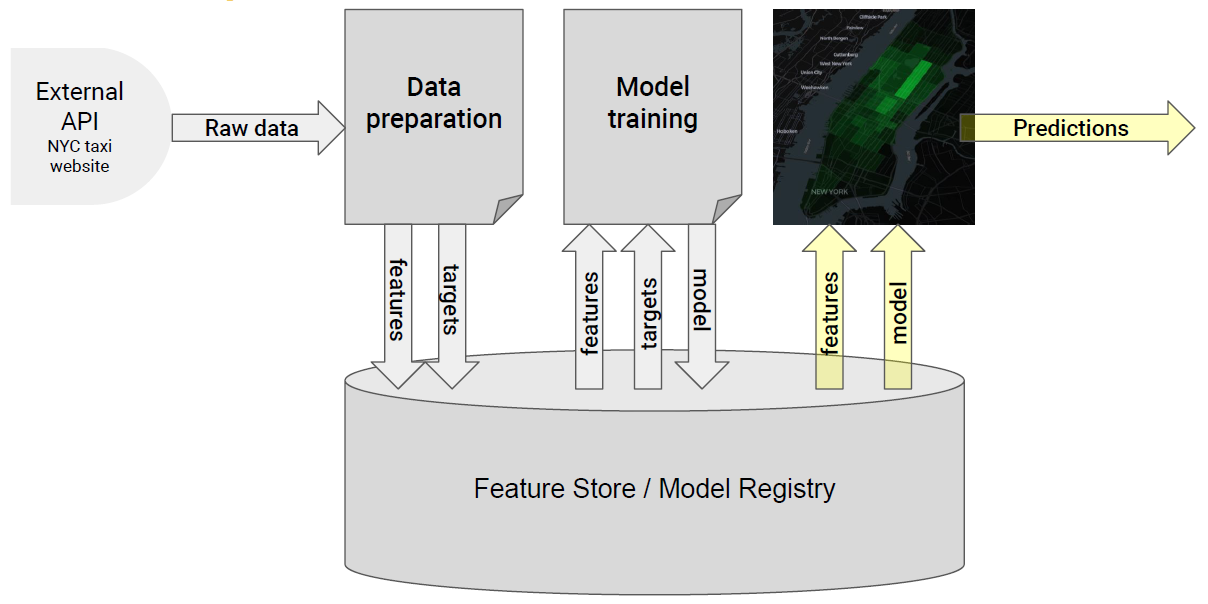 External
API
NYC taxi
website
Raw data
Data
preparation
Model
training
Cliffside Park
Fairview
North Bergen
Guttenberg
West New York
Union City
Weehawken
Hoboken
NEW YORK
Predictions
features
targets
features
targets
model
features
model
Feature Store / Model Registry